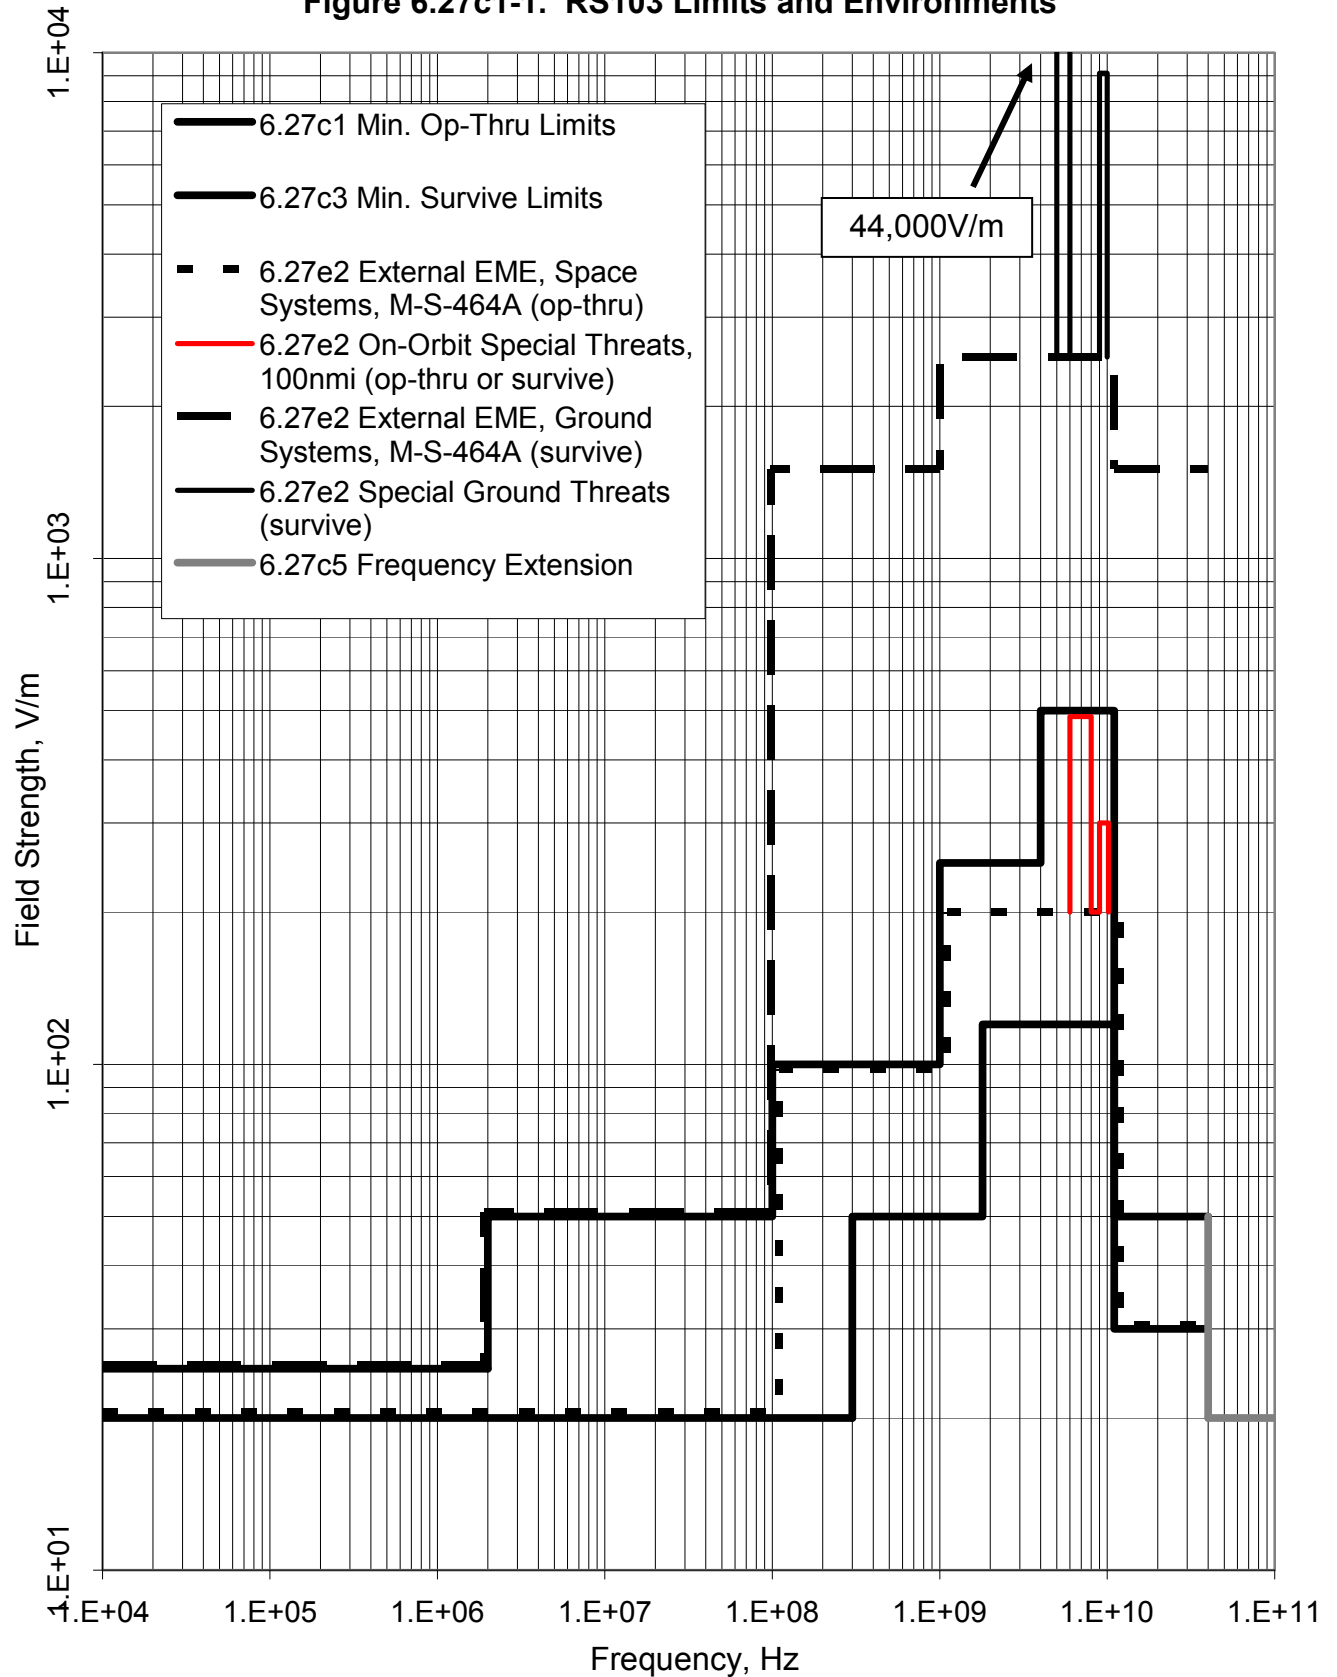 Figure 6.27c1-1. RS103 Limits and Environments
1.E+04
6.27c1 Min. Op-Thru Limits
6.27c3 Min. Survive Limits
6.27e2 External EME, Space
Systems, M-S-464A (op-thru)
6.27e2 On-Orbit Special Threats,
100nmi (op-thru or survive)
6.27e2 External EME, Ground
Systems, M-S-464A (survive)
6.27e2 Special Ground Threats
(survive)
6.27c5 Frequency Extension
44,000V/m
1.E+03
Field Strength, V/m
1.E+02
1.E+01
1.E+04 1.E+05 1.E+06 1.E+07 1.E+08 1.E+09 1.E+10 1.E+11
Frequency, Hz